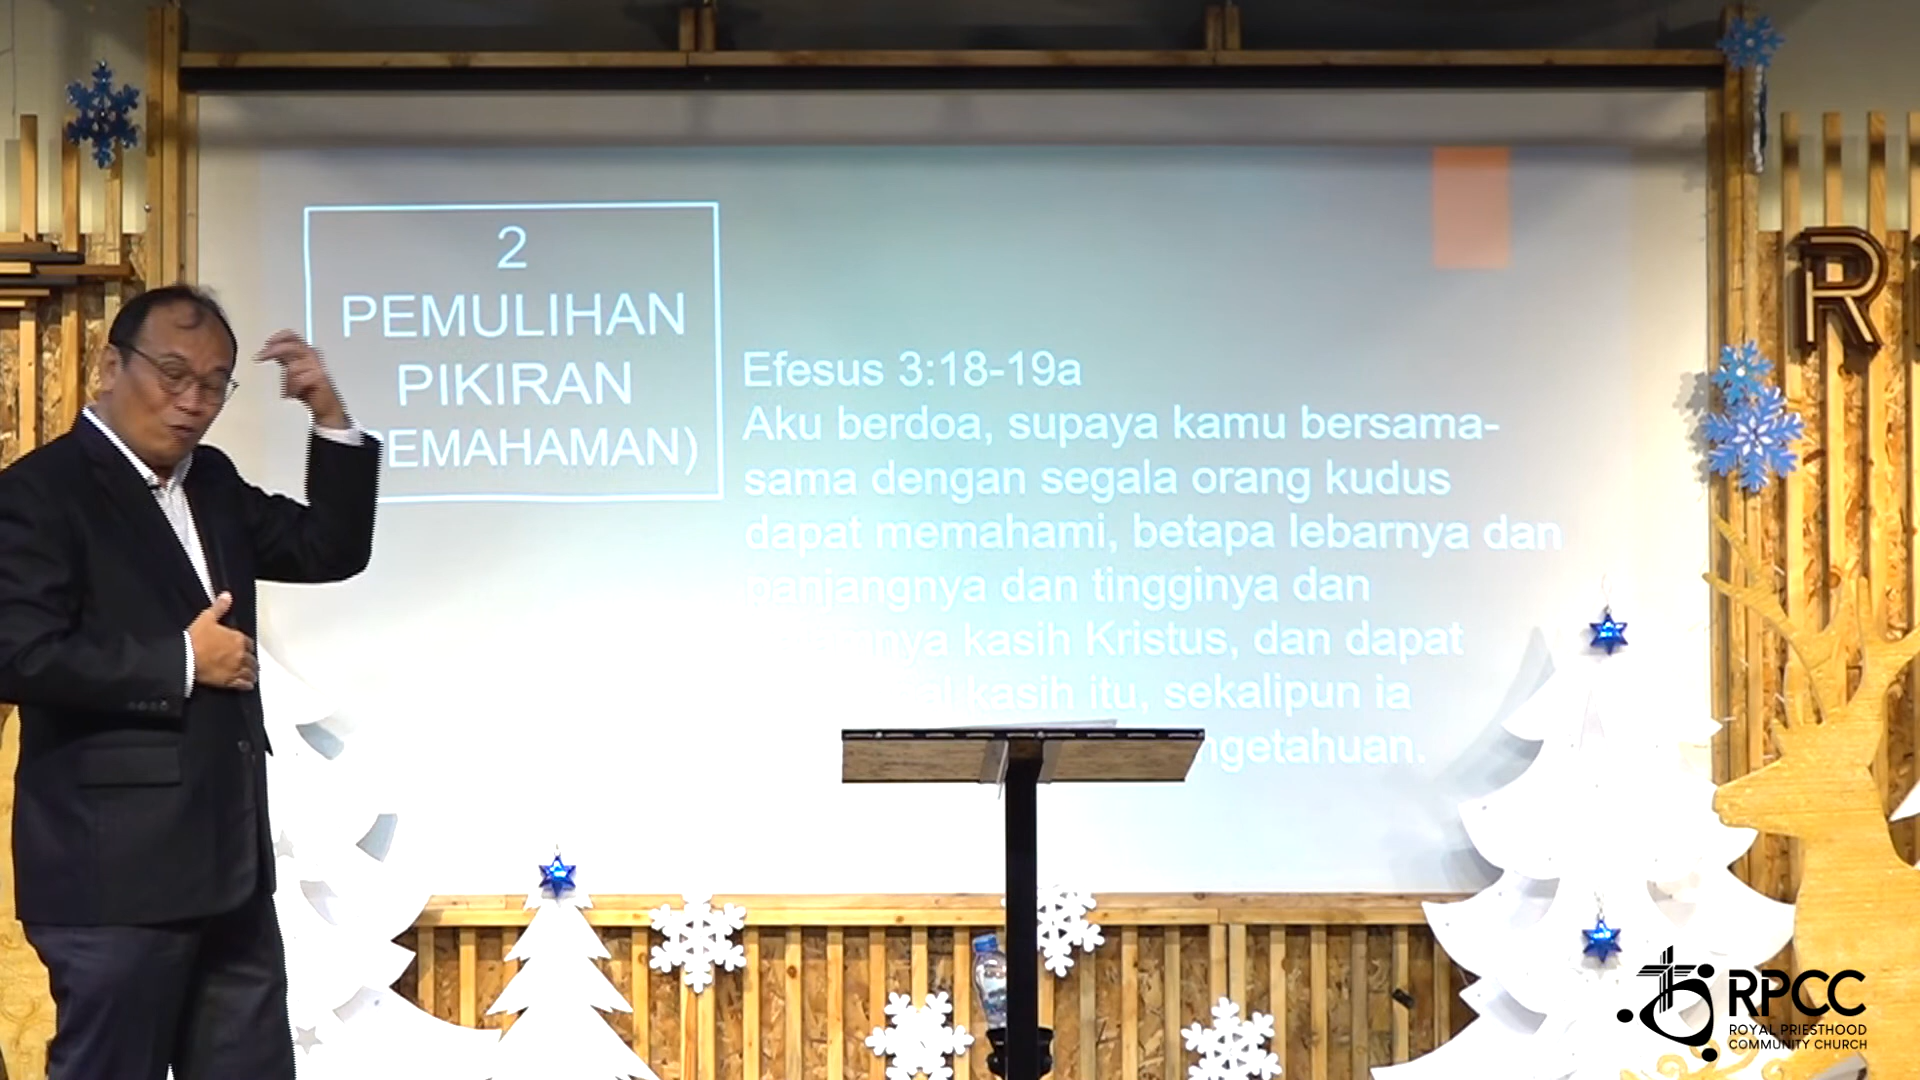 2
PEMULIHAN
PIKIRAN
EMAHAMAN)
Efesus 3:18-19a
Aku berdoa, supaya kamu bersama-
sama dengan segala orang kudus
dapat memahami, betapa lebarnya dan
panjangnya dan tingginya dan
kasih Kristus, dan dapat
kasih itu, sekalipun ia
ngetahuan.
R
RPCC
ROYAL PRIESTHOOD
COMMUNITY CHURCH